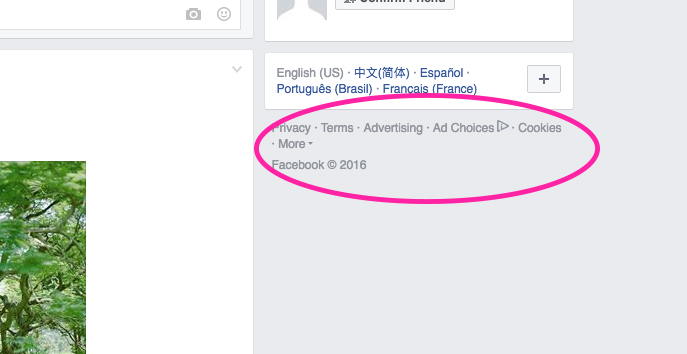 Confirm Friend
English (US) · 中文(简体) · Español ·
Português (Brasil) · Français (France)
+
Privacy · Terms · Advertising · Ad Choices · Cookies
· More
Facebook © 2016